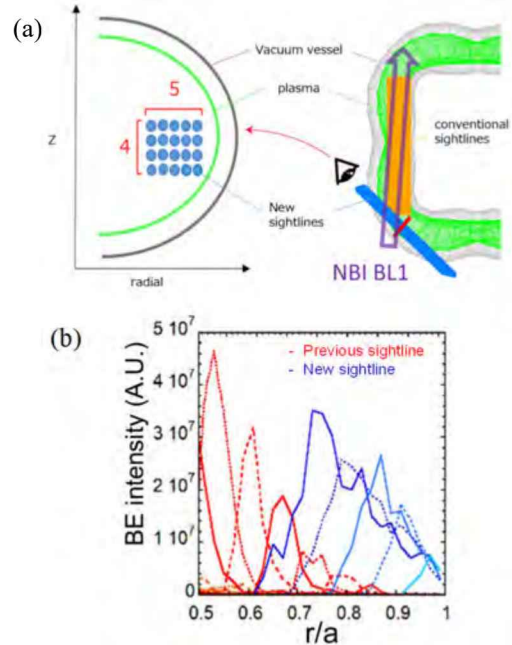 (a)
Z
5
4
Vacuum vessel
plasma
conventional
sightlines
New
sightlines
NBI BL1
radial
(b)
BE intensity (A.U.)
5 10⁷
4 10⁷
3 10⁷
2 10⁷
1 10⁷
0
Previous sightline
New sightline
0.5 0.6 0.7 0.8 0.9 1
r/a